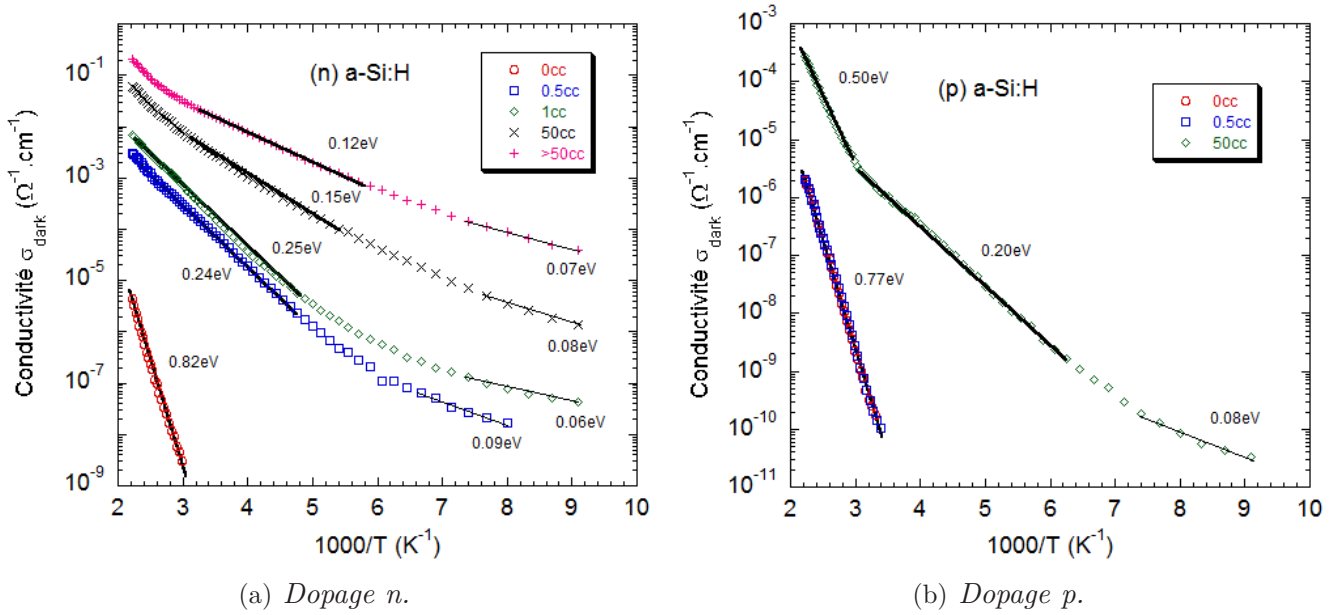 (n) a-Si:H
0cc
0.5cc
1cc
50cc
>50cc
0.12eV
0.15eV
0.25eV
0.24eV
0.82eV
0.07eV
0.08eV
0.06eV
0.09eV
10⁻¹
10⁻³
10⁻⁵
10⁻⁷
10⁻⁹
2 3 4 5 6 7 8 9 10
Conductivité σ_dark (Ω⁻¹.cm⁻¹)
1000/T (K⁻¹)
(a) Dopage n.
(p) a-Si:H
0cc
0.5cc
50cc
0.50eV
0.77eV
0.20eV
0.08eV
10⁻³
10⁻⁴
10⁻⁵
10⁻⁶
10⁻⁷
10⁻⁸
10⁻⁹
10⁻¹⁰
10⁻¹¹
2 3 4 5 6 7 8 9 10
Conductivité σ_dark (Ω⁻¹.cm⁻¹)
1000/T (K⁻¹)
(b) Dopage p.